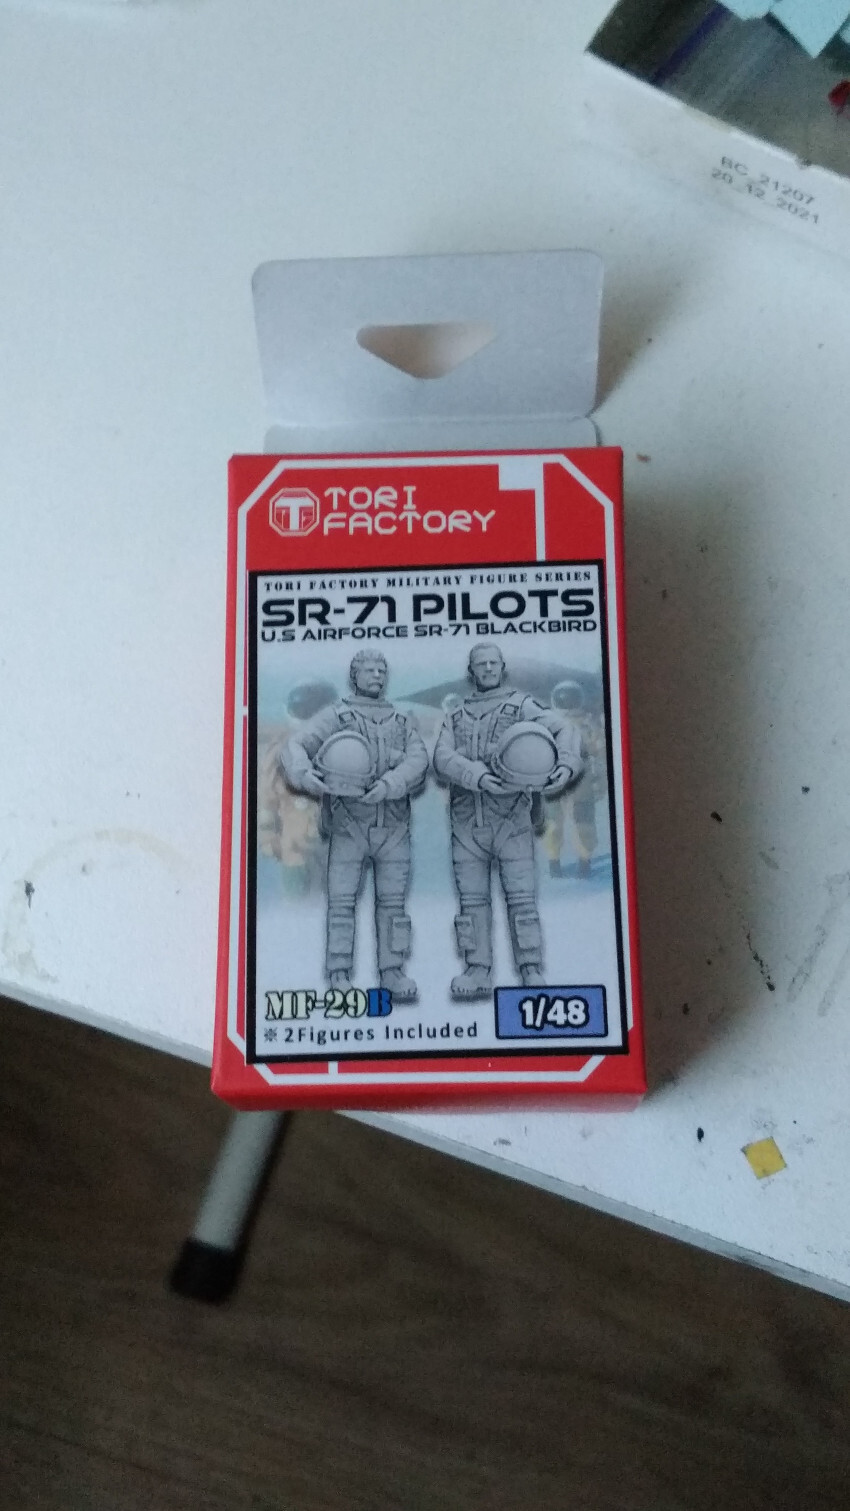 BC_21207
20_12_2021
TORI
FACTORY
TORI FACTORY MILITARY FIGURE SERIES
SR-71 PILOTS
U.S AIRFORCE SR-71 BLACKBIRD
MF-29B
※ 2Figures Included
1/48